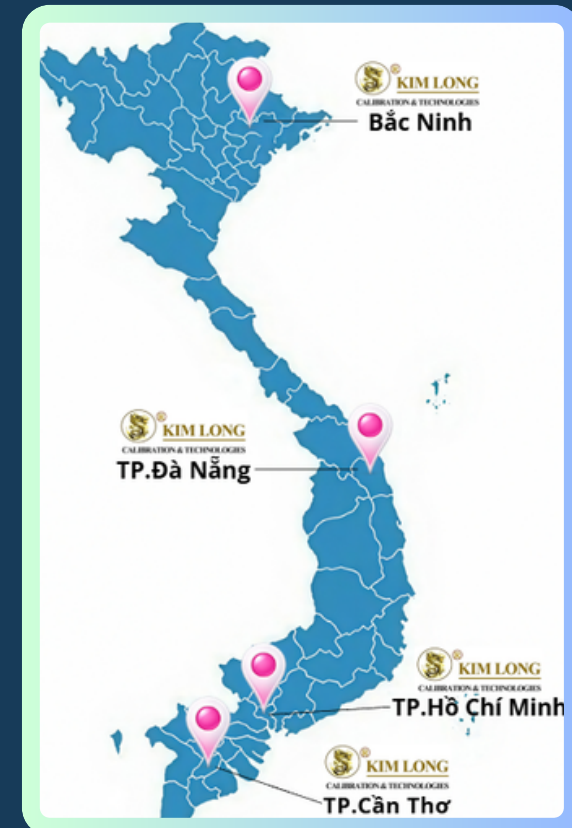 ® KIM LONG
CALIBRATION & TECHNOLOGIES
Bắc Ninh
® KIM LONG
CALIBRATION & TECHNOLOGIES
TP.Đà Nẵng
® KIM LONG
CALIBRATION & TECHNOLOGIES
TP.Hồ Chí Minh
® KIM LONG
CALIBRATION & TECHNOLOGIES
TP.Cần Thơ